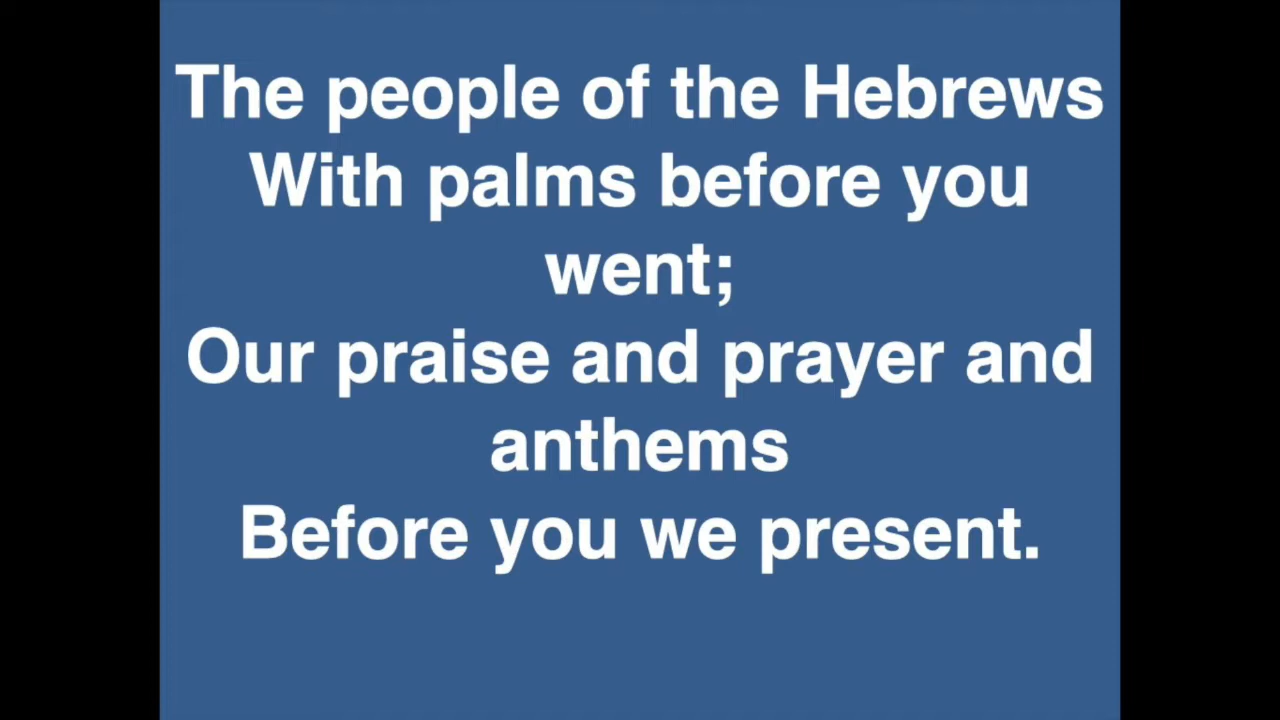 The people of the Hebrews
With palms before you
went;
Our praise and prayer and
anthems
Before you we present.